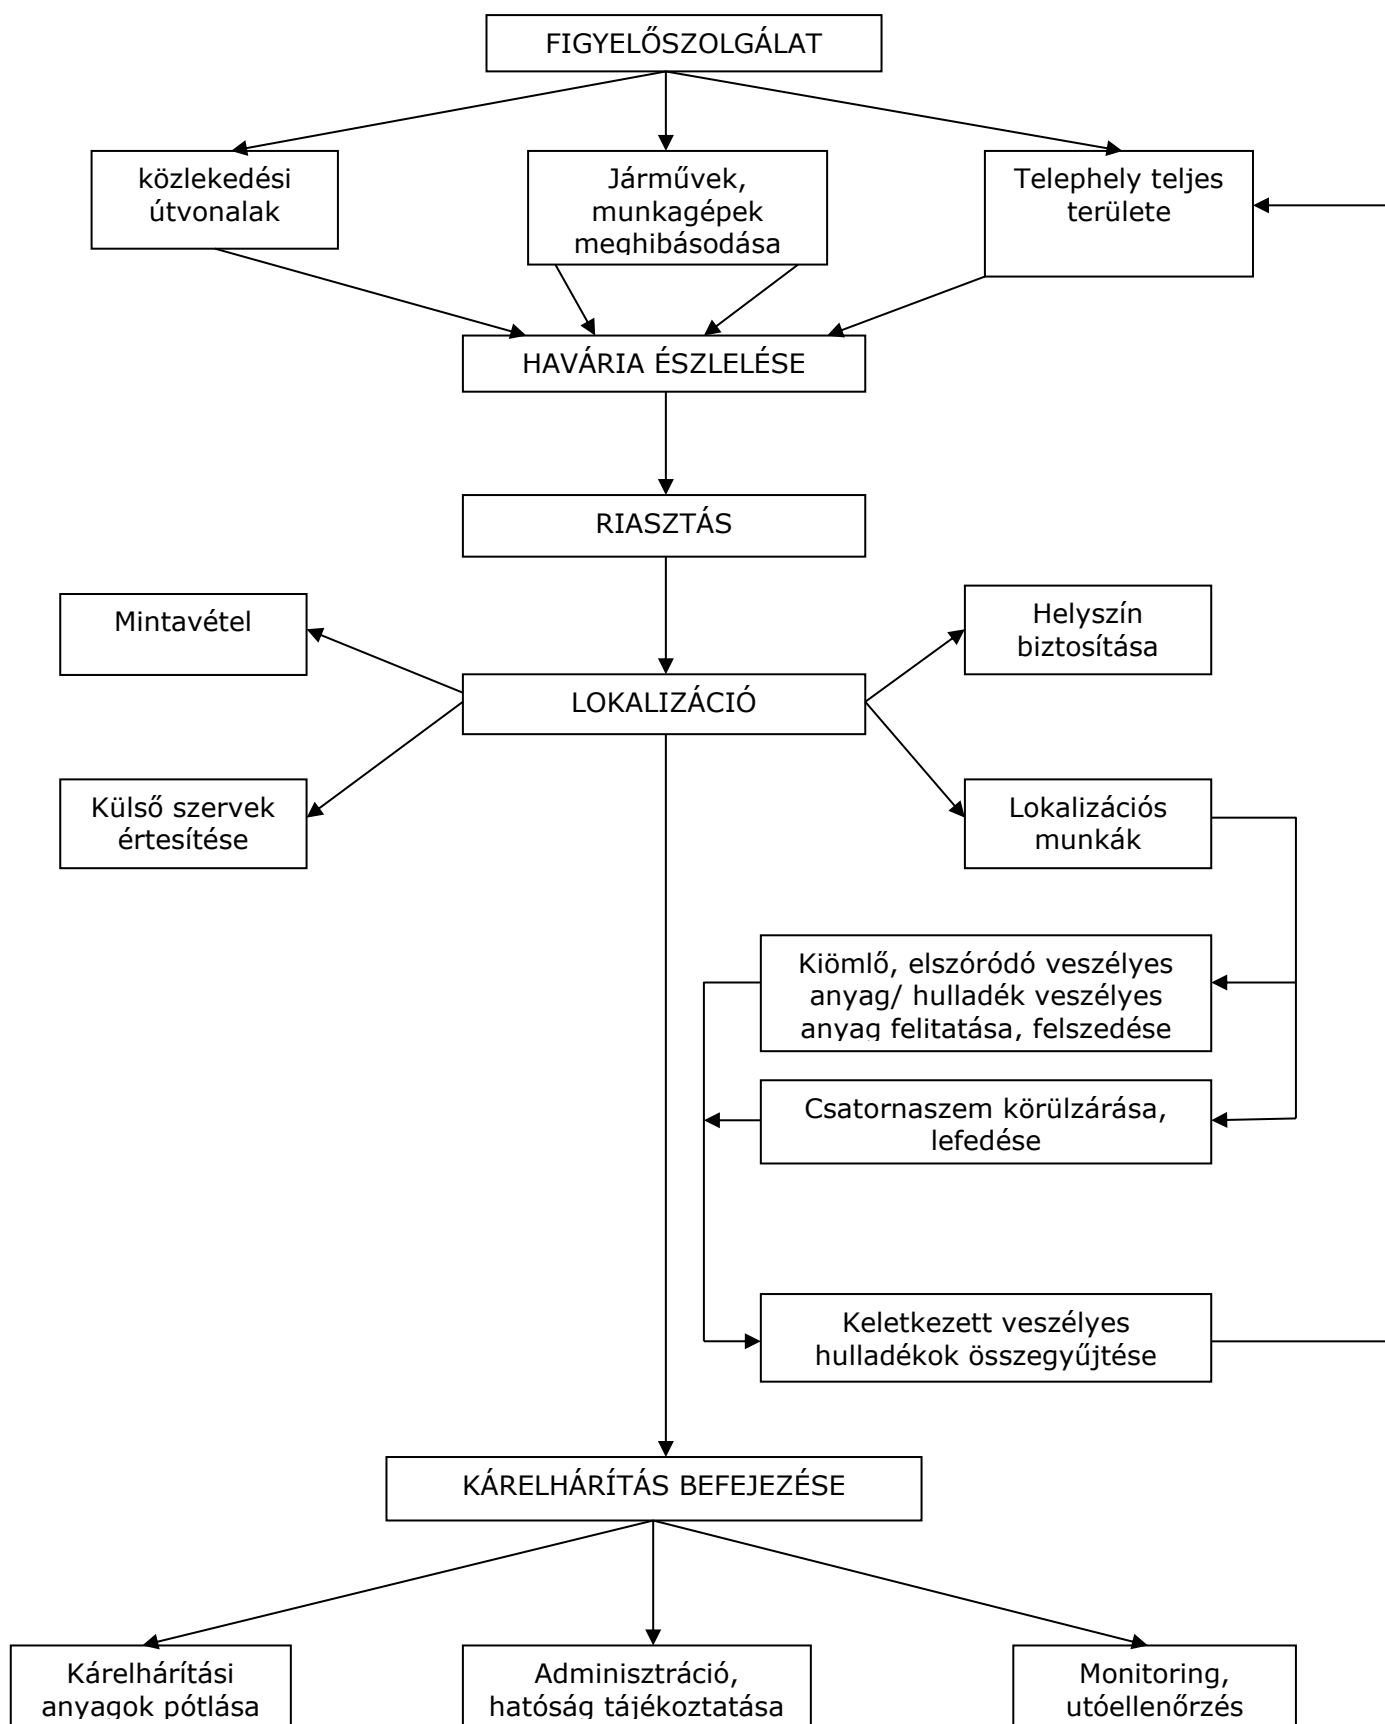 FIGYELŐSZOLGÁLAT
közlekedési
útvonalak
Járművek,
munkagépek
meghibásodása
Telephely teljes
területe
HAVÁRIA ÉSZLELÉSE
RIASZTÁS
Mintavétel
Helyszín
biztosítása
LOKALIZÁCIÓ
Külső szervek
értesítése
Lokalizációs
munkák
Kiömlő, elszóródó veszélyes
anyag/ hulladék veszélyes
anyag felitatása, felszedése
Csatornaszem körülzárása,
lefedése
Keletkezett veszélyes
hulladékok összegyűjtése
KÁRELHÁRÍTÁS BEFEJEZÉSE
Kárelhárítási
anyagok pótlása
Adminisztráció,
hatóság tájékoztatása
Monitoring,
utóellenőrzés